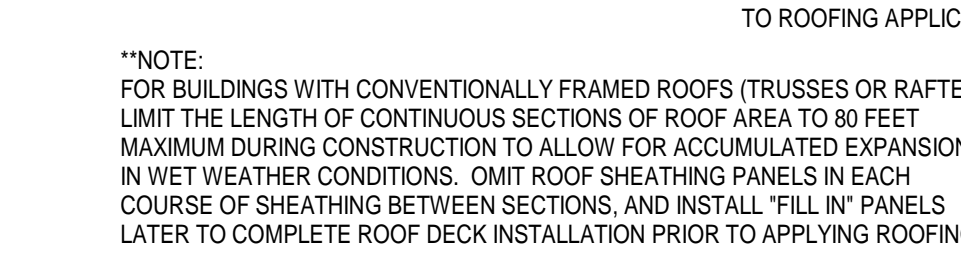 TO ROOFING APPLIC
**NOTE:
FOR BUILDINGS WITH CONVENTIONALLY FRAMED ROOFS (TRUSSES OR RAFTE
LIMIT THE LENGTH OF CONTINUOUS SECTIONS OF ROOF AREA TO 80 FEET
MAXIMUM DURING CONSTRUCTION TO ALLOW FOR ACCUMULATED EXPANSION
IN WET WEATHER CONDITIONS.  OMIT ROOF SHEATHING PANELS IN EACH
COURSE OF SHEATHING BETWEEN SECTIONS, AND INSTALL "FILL IN" PANELS
LATER TO COMPLETE ROOF DECK INSTALLATION PRIOR TO APPLYING ROOFING